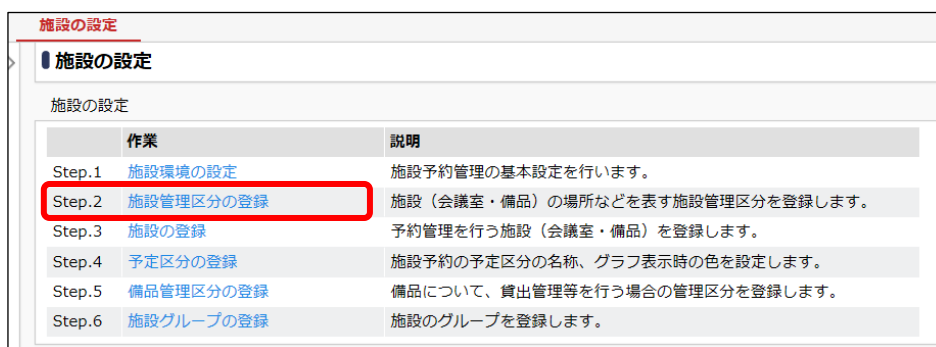 施設の設定
施設の設定
施設の設定
作業 説明
Step.1 施設環境の設定 施設予約管理の基本設定を行います。
Step.2 施設管理区分の登録 施設（会議室・備品）の場所などを表す施設管理区分を登録します。
Step.3 施設の登録 予約管理を行う施設（会議室・備品）を登録します。
Step.4 予定区分の登録 施設予約の予定区分の名称、グラフ表示時の色を設定します。
Step.5 備品管理区分の登録 備品について、貸出管理等を行う場合の管理区分を登録します。
Step.6 施設グループの登録 施設のグループを登録します。